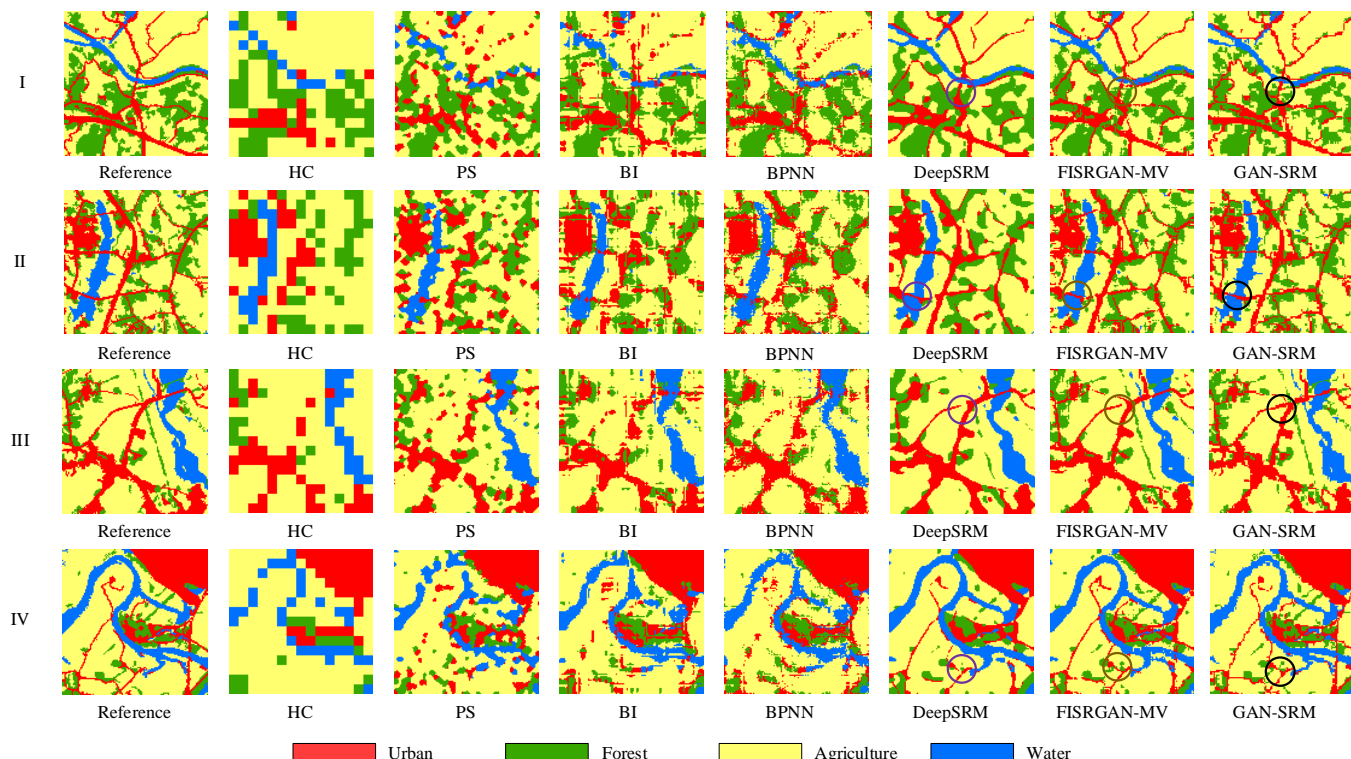 I
Reference HC PS BI BPNN DeepSRM FISRGAN-MV GAN-SRM
II
Reference HC PS BI BPNN DeepSRM FISRGAN-MV GAN-SRM
III
Reference HC PS BI BPNN DeepSRM FISRGAN-MV GAN-SRM
IV
Reference HC PS BI BPNN DeepSRM FISRGAN-MV GAN-SRM
Urban Forest Agriculture Water